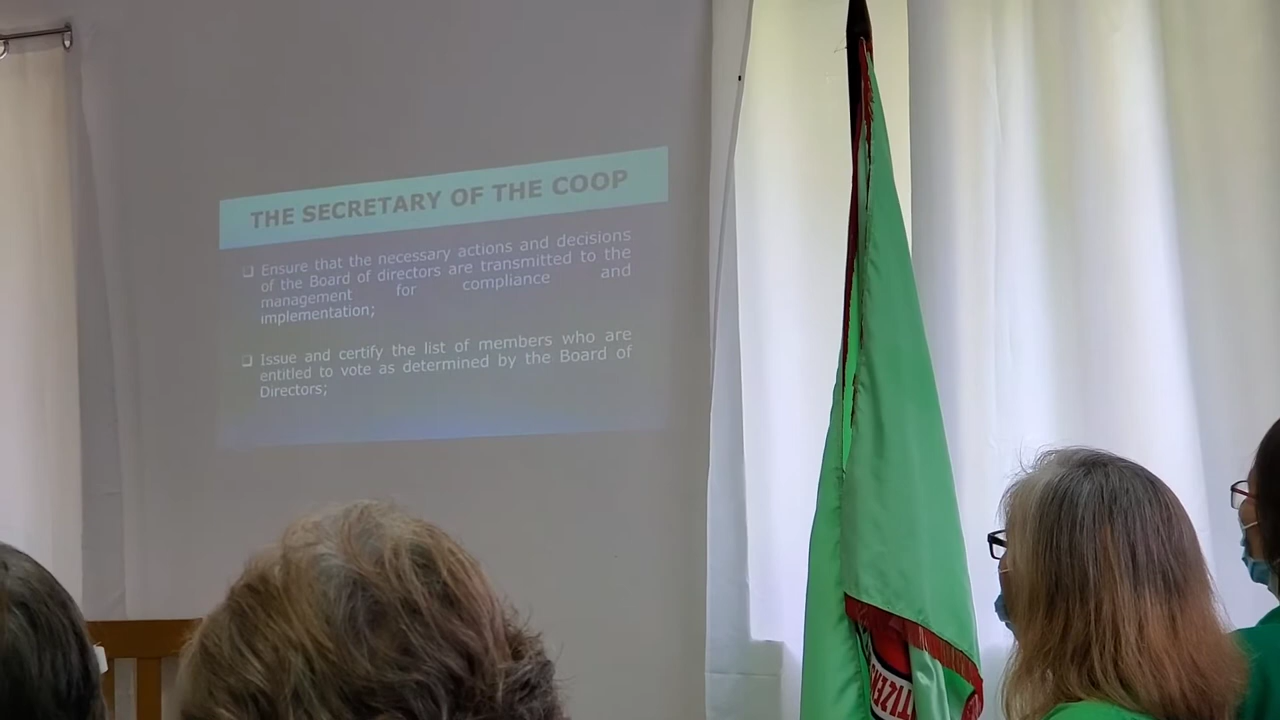 THE SECRETARY OF THE COOP
Ensure that the necessary actions and decisions
of the Board of directors are transmitted to the
management for compliance and
implementation;
Issue and certify the list of members who are
entitled to vote as determined by the Board of
Directors;